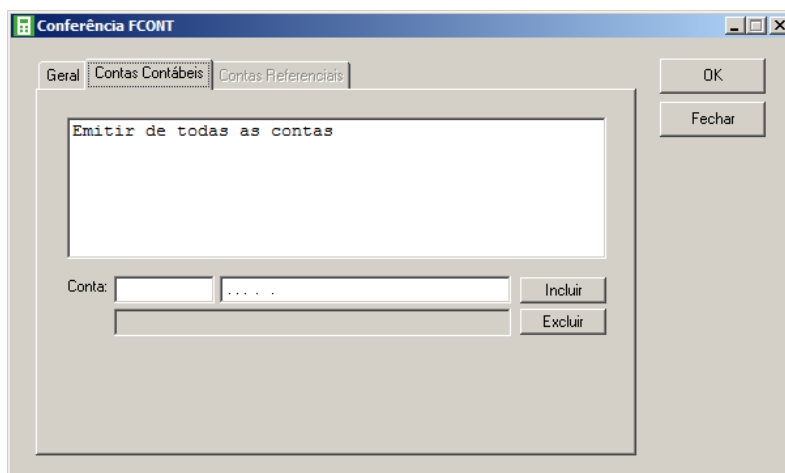 Conferência FCONT
Geral Contas Contábeis Contas Referenciais
OK
Fechar
Emitir de todas as contas
Conta: ..... . Incluir
Excluir